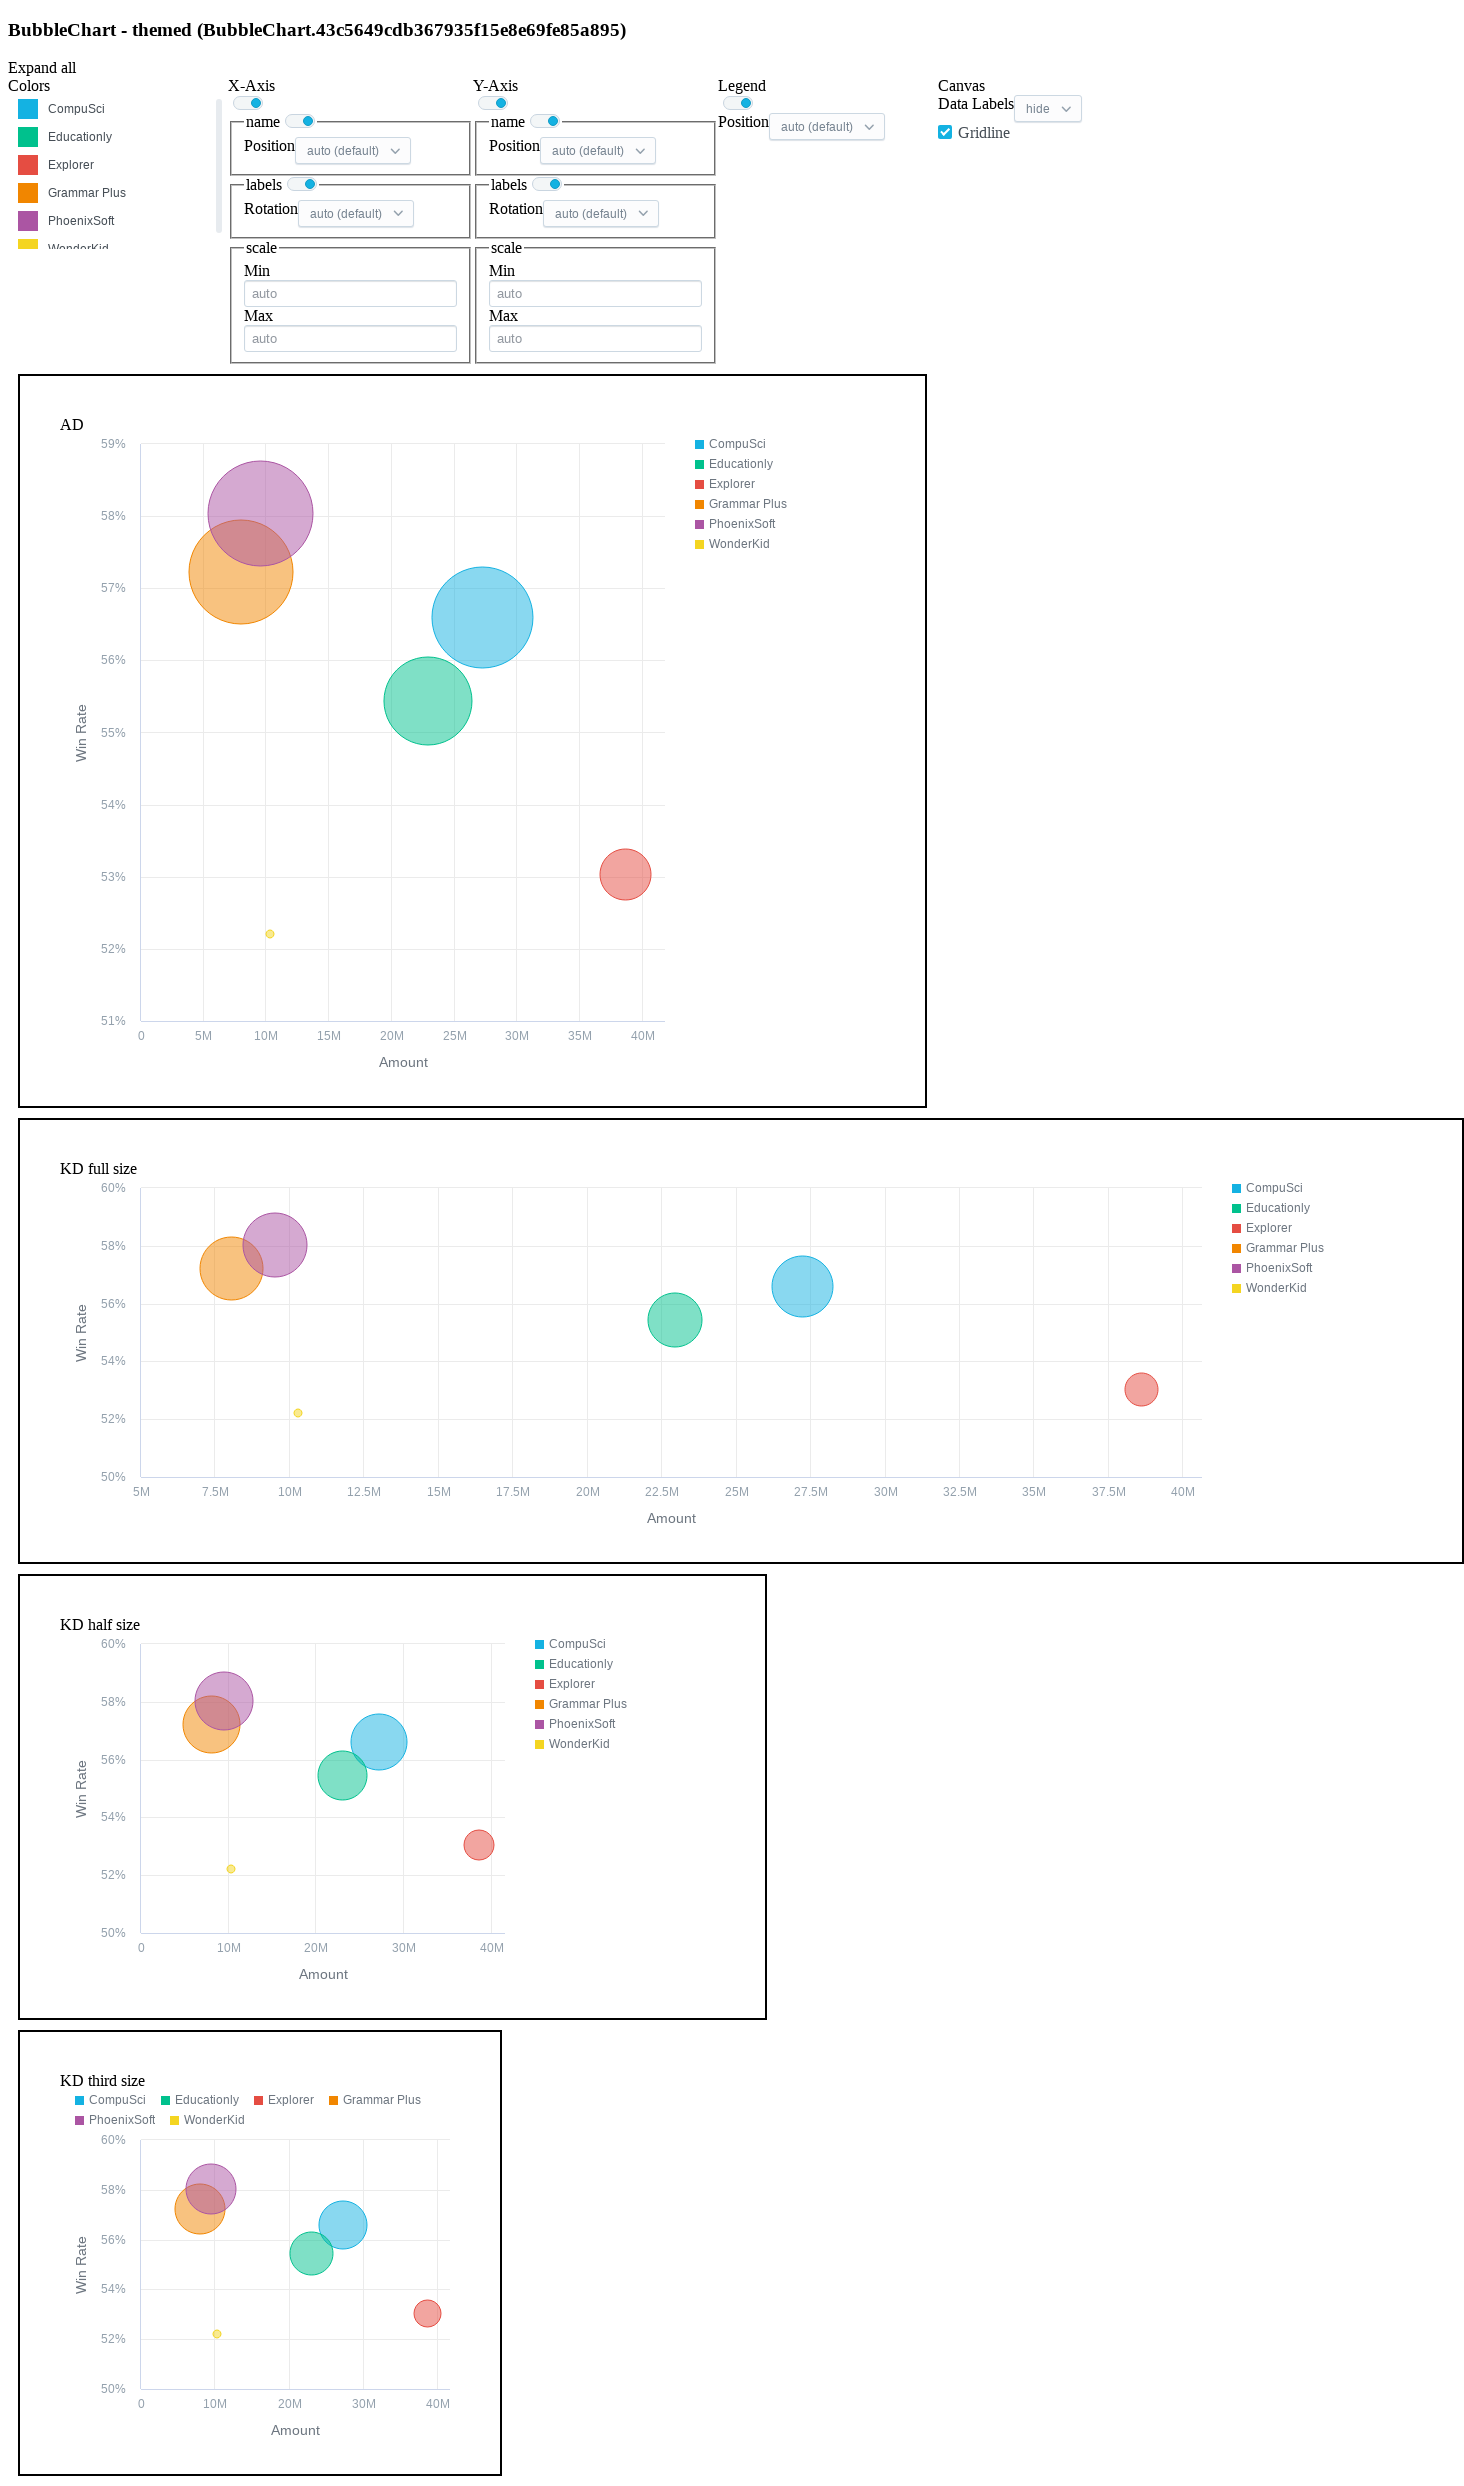 BubbleChart - themed (BubbleChart.43c5649cdb367935f15e8e69fe85a895)
Expand all
Colors
CompuSci
Educationly
Explorer
Grammar Plus
PhoenixSoft
WonderKid
X-Axis
name
Position auto (default)
labels
Rotation auto (default)
scale
Min
auto
Max
auto
Y-Axis
name
Position auto (default)
labels
Rotation auto (default)
scale
Min
auto
Max
auto
Legend
Position auto (default)
Canvas
Data Labels hide
Gridline
AD
59%
58%
57%
56%
55%
54%
53%
52%
51%
Win Rate
0 5M 10M 15M 20M 25M 30M 35M 40M
Amount
CompuSci
Educationly
Explorer
Grammar Plus
PhoenixSoft
WonderKid
KD full size
60%
58%
56%
54%
52%
50%
Win Rate
5M 7.5M 10M 12.5M 15M 17.5M 20M 22.5M 25M 27.5M 30M 32.5M 35M 37.5M 40M
Amount
CompuSci
Educationly
Explorer
Grammar Plus
PhoenixSoft
WonderKid
KD half size
60%
58%
56%
54%
52%
50%
Win Rate
0 10M 20M 30M 40M
Amount
CompuSci
Educationly
Explorer
Grammar Plus
PhoenixSoft
WonderKid
KD third size
CompuSci Educationly Explorer Grammar Plus
PhoenixSoft WonderKid
60%
58%
56%
54%
52%
50%
Win Rate
0 10M 20M 30M 40M
Amount